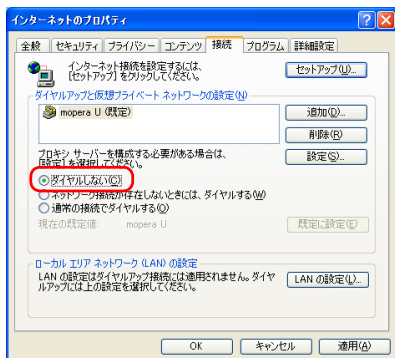 インターネットのプロパティ
全般 セキュリティ プライバシー コンテンツ 接続 プログラム 詳細設定
インターネット接続を設定するには、
[セットアップ] をクリックしてください。
セットアップ(U)...
ダイヤルアップと仮想プライベート ネットワークの設定(N)
mopera U (既定)
追加(D)...
削除(R)
プロキシ サーバーを構成する必要がある場合は、
[設定] を選択してください。
設定(S)...
ダイヤルしない(C)
ネットワーク接続が存在しないときには、ダイヤルする(W)
通常の接続でダイヤルする(O)
現在の既定値: mopera U
既定に設定(E)
ローカル エリア ネットワーク (LAN) の設定
LAN の設定はダイヤルアップ接続には適用されません。ダイヤ
ルアップには上の設定を選択してください。
LAN の設定(L)...
OK キャンセル 適用(A)